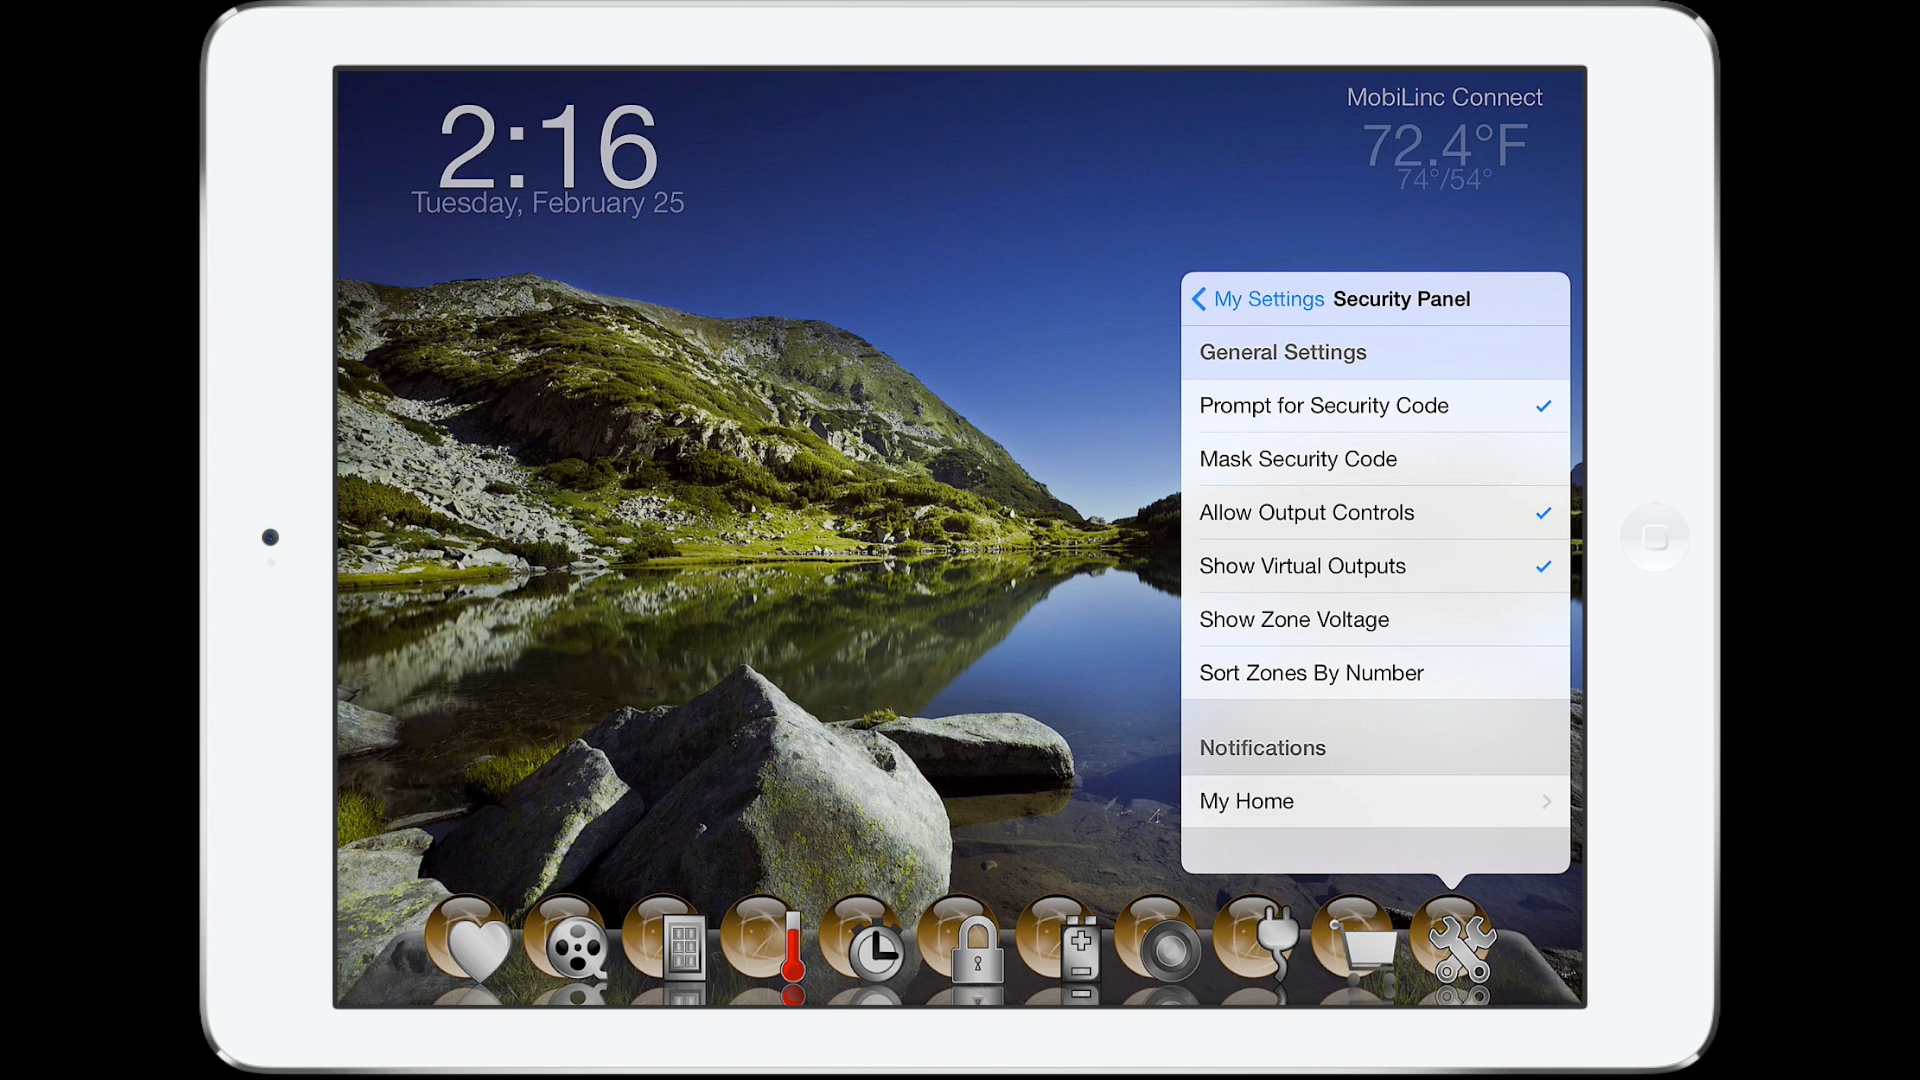 2:16
Tuesday, February 25
MobiLinc Connect
72.4°F
74°/54°
My Settings Security Panel
General Settings
Prompt for Security Code
Mask Security Code
Allow Output Controls
Show Virtual Outputs
Show Zone Voltage
Sort Zones By Number
Notifications
My Home